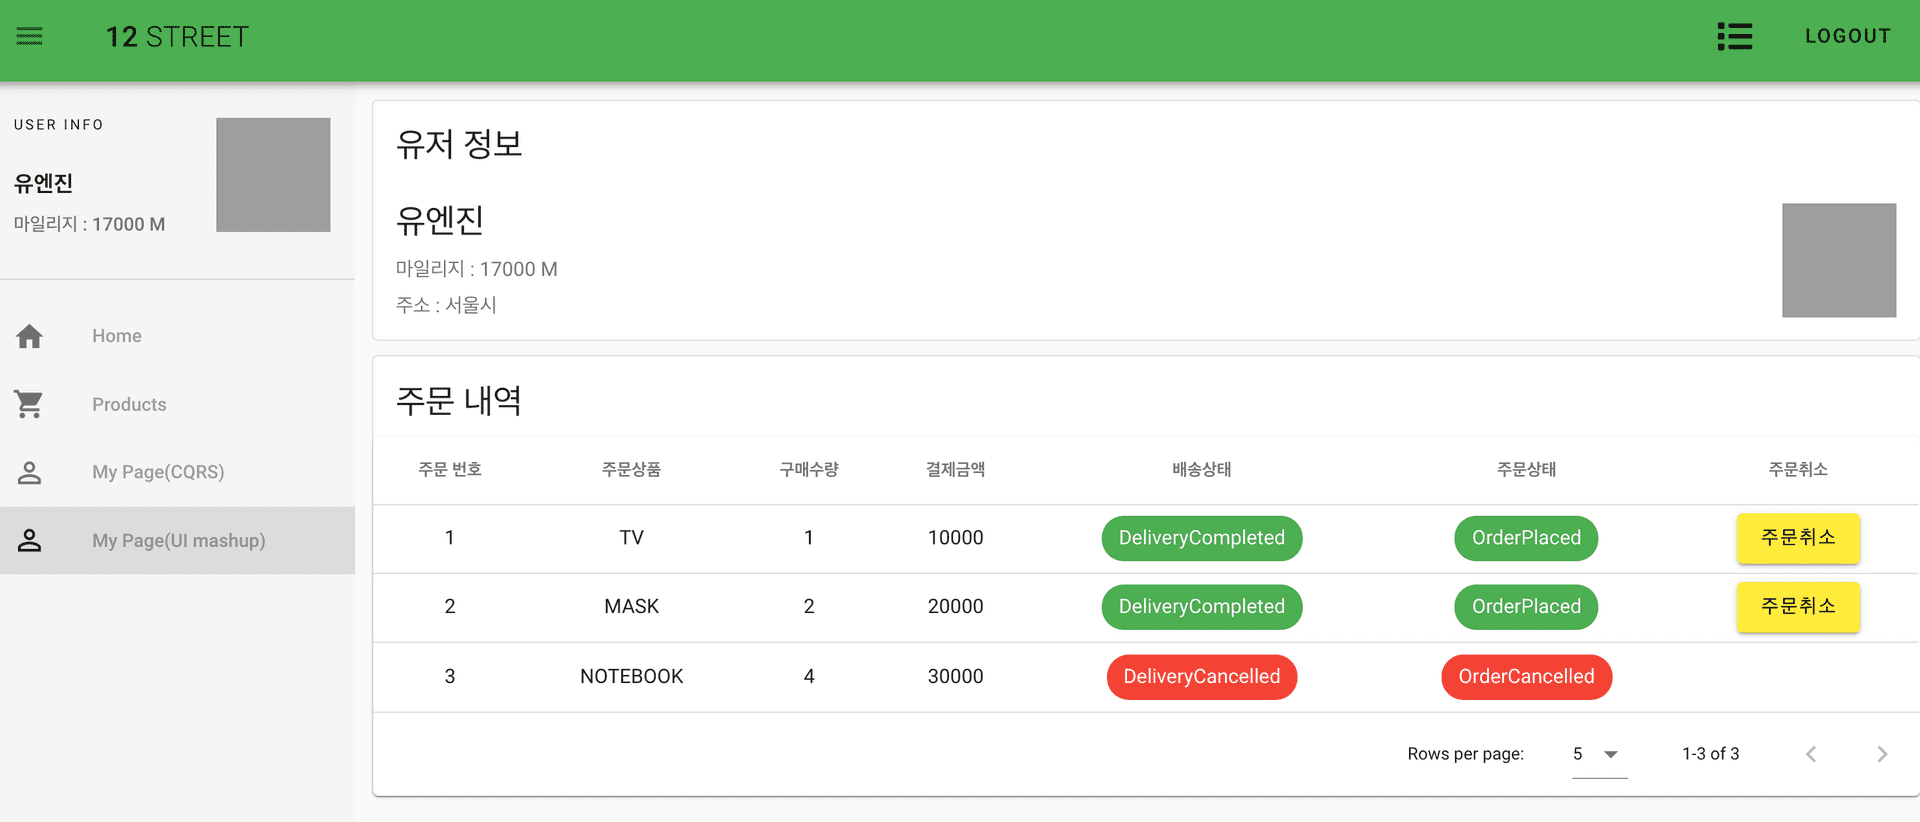 12 STREET
LOGOUT
USER INFO
유엔진
마일리지 : 17000 M
Home
Products
My Page(CQRS)
My Page(UI mashup)
유저 정보
유엔진
마일리지 : 17000 M
주소 : 서울시
주문 내역
주문 번호 주문상품 구매수량 결제금액 배송상태 주문상태 주문취소
1 TV 1 10000 DeliveryCompleted OrderPlaced 주문취소
2 MASK 2 20000 DeliveryCompleted OrderPlaced 주문취소
3 NOTEBOOK 4 30000 DeliveryCancelled OrderCancelled
Rows per page: 5 1-3 of 3